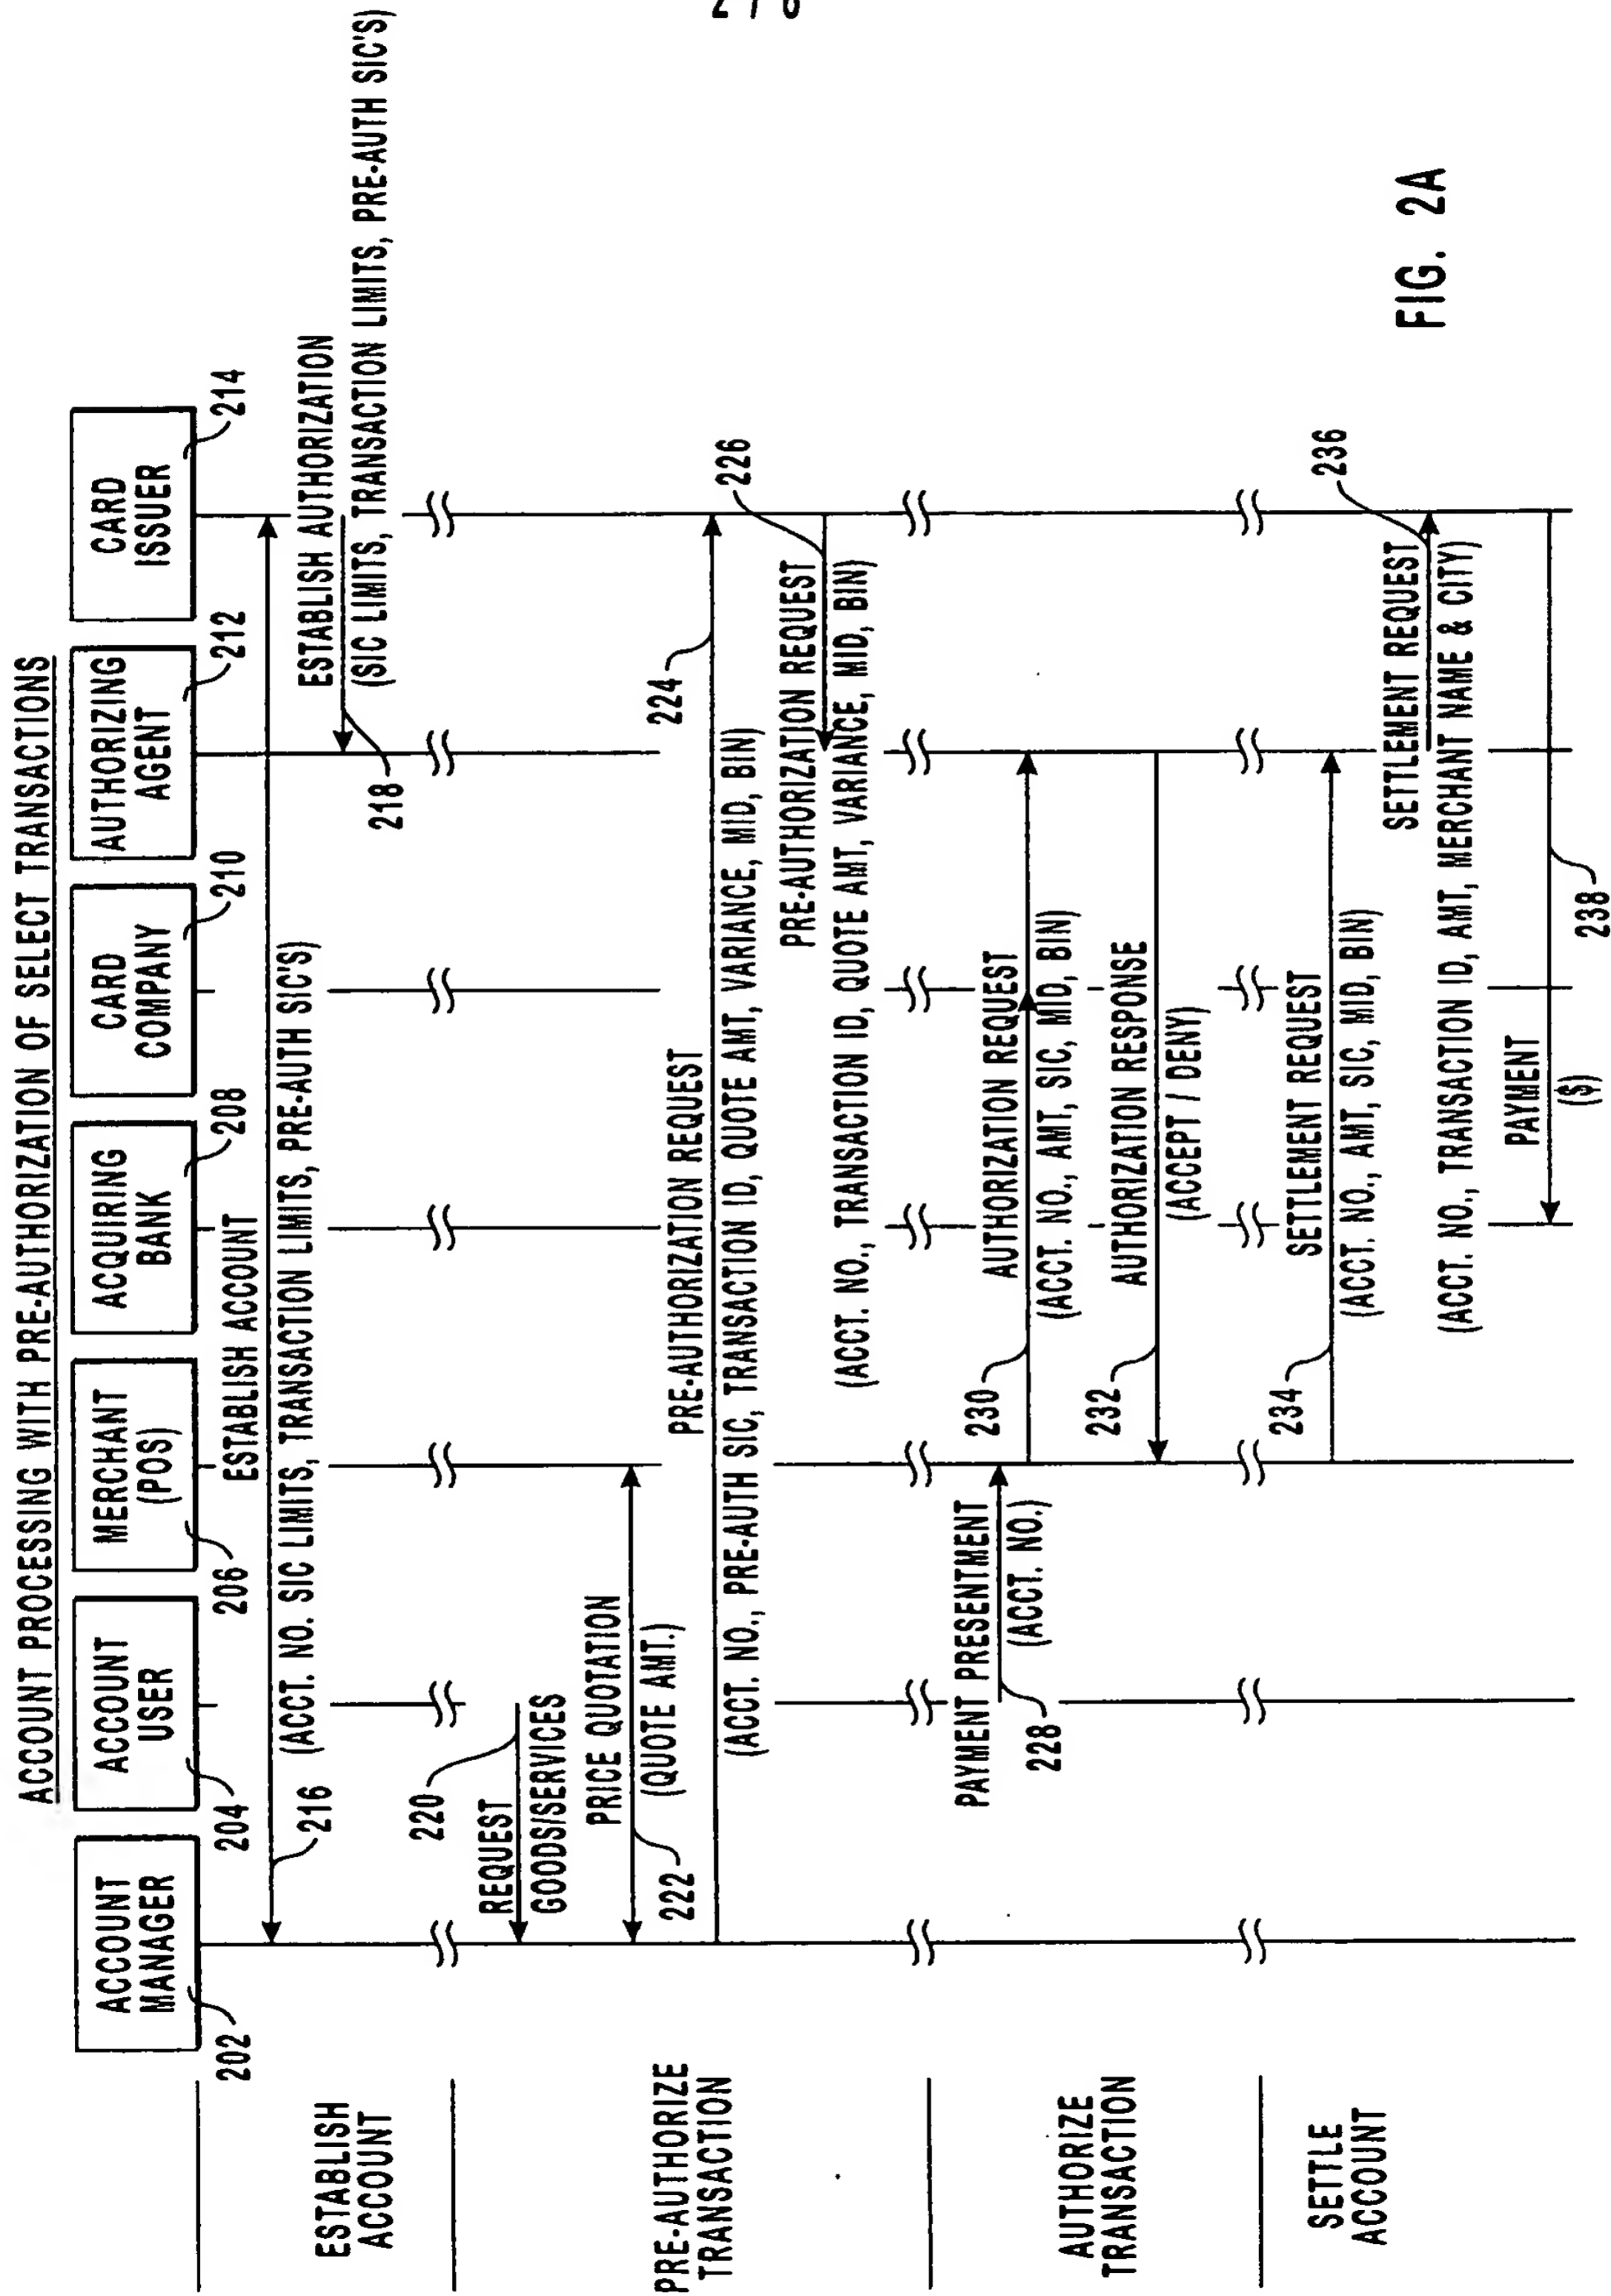 2 / 8
ACCOUNT PROCESSING WITH PRE-AUTHORIZATION OF SELECT TRANSACTIONS
ACCOUNT
MANAGER
202
ACCOUNT
USER
204
MERCHANT
(POS)
206
ACQUIRING
BANK
208
CARD
COMPANY
210
AUTHORIZING
AGENT
212
CARD
ISSUER
214
ESTABLISH
ACCOUNT
ESTABLISH ACCOUNT
(ACCT. NO. SIC LIMITS, TRANSACTION LIMITS, PRE-AUTH SIC'S)
216
ESTABLISH AUTHORIZATION
(SIC LIMITS, TRANSACTION LIMITS, PRE-AUTH SIC'S)
218
PRE-AUTHORIZE
TRANSACTION
220
REQUEST
GOODS/SERVICES
PRICE QUOTATION
(QUOTE AMT.)
222
PRE-AUTHORIZATION REQUEST
224
(ACCT. NO., PRE-AUTH SIC, TRANSACTION ID, QUOTE AMT, VARIANCE, MID, BIN)
226
PRE-AUTHORIZATION REQUEST
(ACCT. NO., TRANSACTION ID, QUOTE AMT, VARIANCE, MID, BIN)
AUTHORIZE
TRANSACTION
PAYMENT PRESENTMENT
(ACCT. NO.)
228
230
AUTHORIZATION REQUEST
(ACCT. NO., AMT, SIC, MID, BIN)
232
AUTHORIZATION RESPONSE
(ACCEPT / DENY)
SETTLE
ACCOUNT
234
SETTLEMENT REQUEST
(ACCT. NO., AMT, SIC, MID, BIN)
236
SETTLEMENT REQUEST
(ACCT. NO., TRANSACTION ID, AMT, MERCHANT NAME & CITY)
PAYMENT
($)
238
FIG. 2A